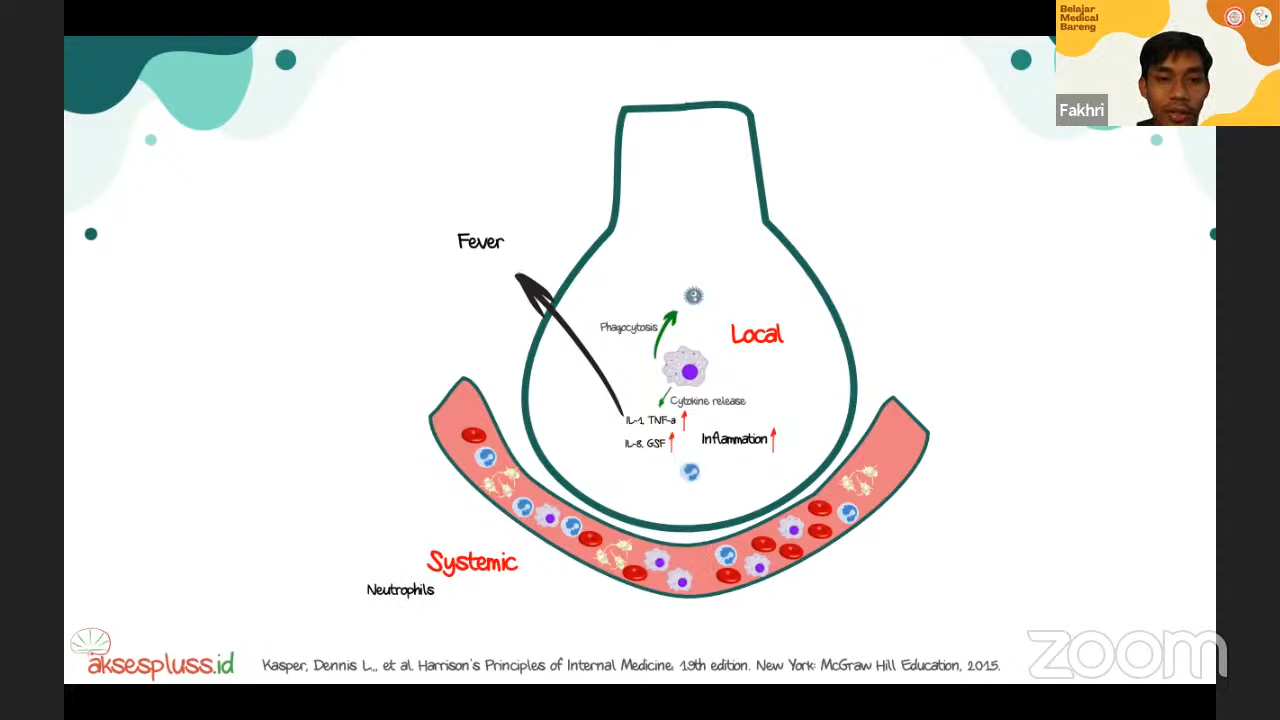 Belajar
Medical
Bareng
Fakhri
Fever
Phagocytosis
Local
Cytokine release
IL-1, TNF-a
IL-8, GSF
Inflammation
Systemic
Neutrophils
aksespluss.id
Kasper, Dennis L.,, et al. Harrison's Principles of Internal Medicine. 19th edition. New York: McGraw Hill Education, 2015.
zoom